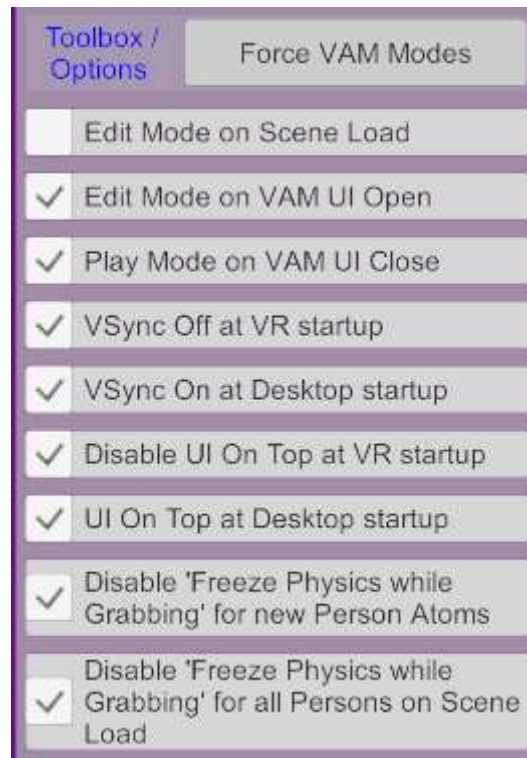 Toolbox /
Options
Force VAM Modes
Edit Mode on Scene Load
Edit Mode on VAM UI Open
Play Mode on VAM UI Close
VSync Off at VR startup
VSync On at Desktop startup
Disable UI On Top at VR startup
UI On Top at Desktop startup
Disable 'Freeze Physics while
Grabbing' for new Person Atoms
Disable 'Freeze Physics while
Grabbing' for all Persons on Scene
Load